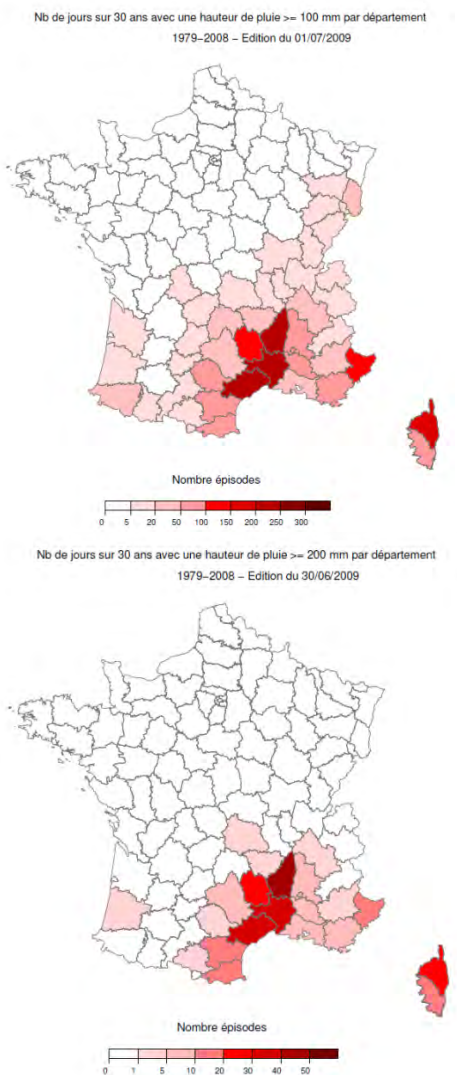 Nb de jours sur 30 ans avec une hauteur de pluie >= 100 mm par département
1979−2008 − Edition du 01/07/2009
Nombre épisodes
0 5 20 50 100 150 200 250 300
Nb de jours sur 30 ans avec une hauteur de pluie >= 200 mm par département
1979−2008 − Edition du 30/06/2009
Nombre épisodes
0 1 5 10 20 30 40 50